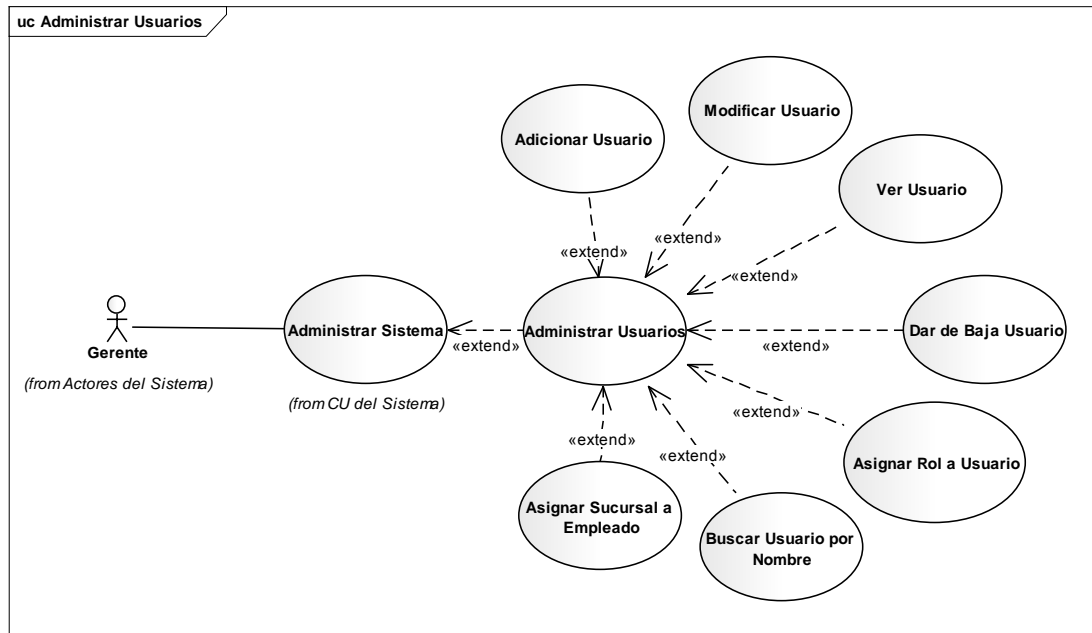 uc Administrar Usuarios
Modificar Usuario
Adicionar Usuario
Ver Usuario
«extend»
«extend»
«extend»
Administrar Sistema
Administrar Usuarios
Dar de Baja Usuario
«extend»
«extend»
Gerente
(from Actores del Sistema)
(from CU del Sistema)
«extend»
«extend»
«extend»
Asignar Rol a Usuario
Asignar Sucursal a
Empleado
Buscar Usuario por
Nombre